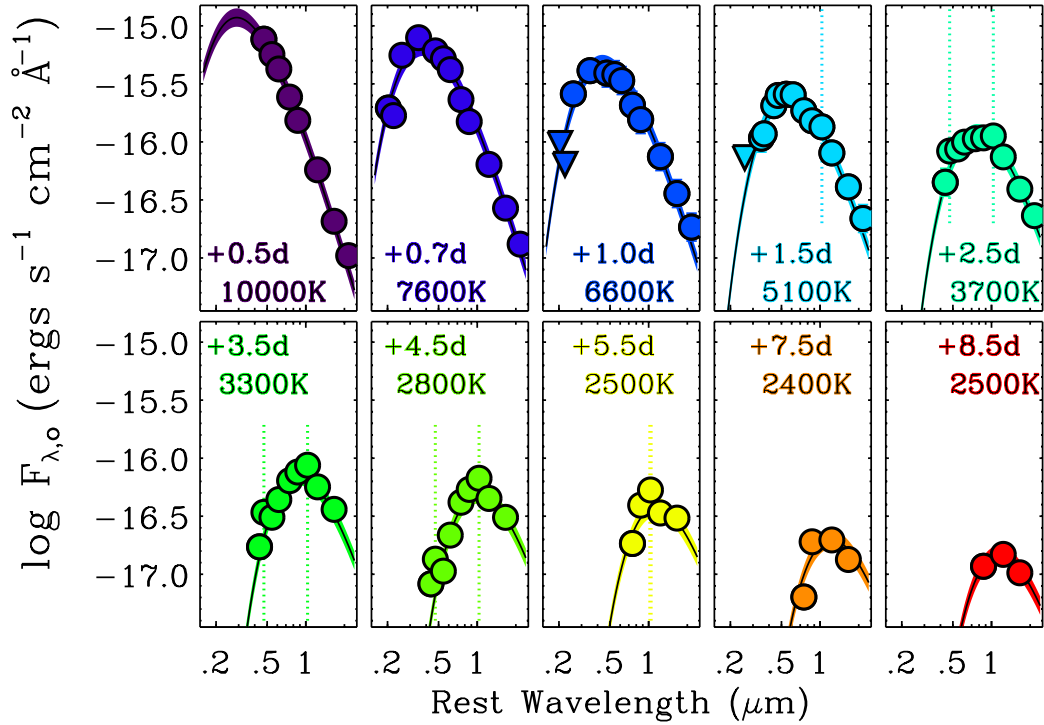 log F_λ,o (ergs s⁻¹ cm⁻² Å⁻¹)
−15.0
−15.5
−16.0
−16.5
−17.0
+0.5d
10000K
+0.7d
7600K
+1.0d
6600K
+1.5d
5100K
+2.5d
3700K
−15.0
−15.5
−16.0
−16.5
−17.0
+3.5d
3300K
+4.5d
2800K
+5.5d
2500K
+7.5d
2400K
+8.5d
2500K
.2 .5 1 .2 .5 1 .2 .5 1 .2 .5 1 .2 .5 1
Rest Wavelength (μm)